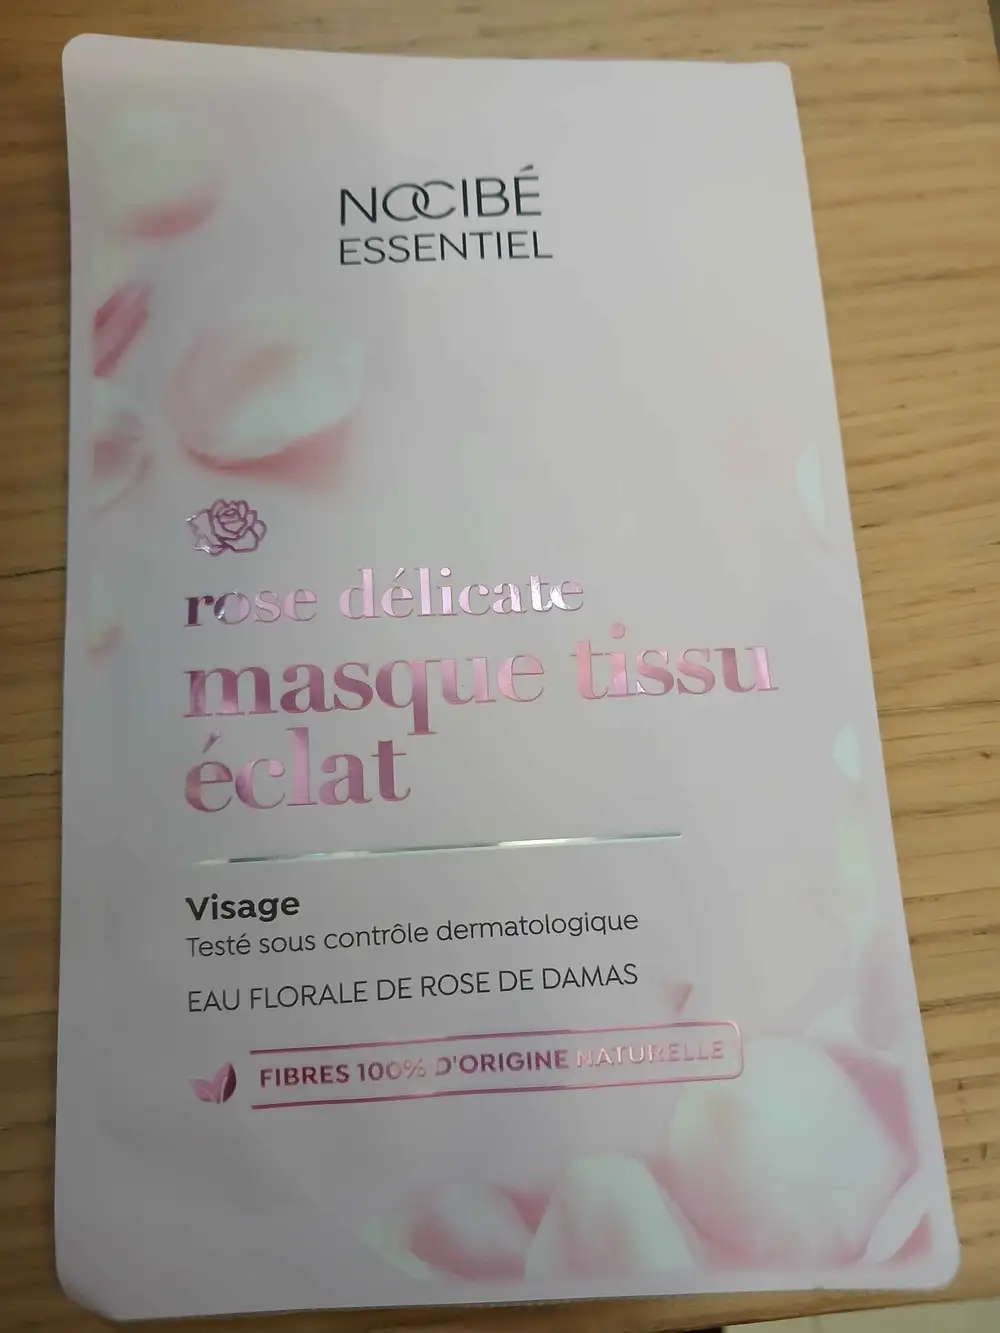 NOCIBÉ
ESSENTIEL
rose délicate
masque tissu
éclat
Visage
Testé sous contrôle dermatologique
EAU FLORALE DE ROSE DE DAMAS
FIBRES 100% D'ORIGINE NATURELLE